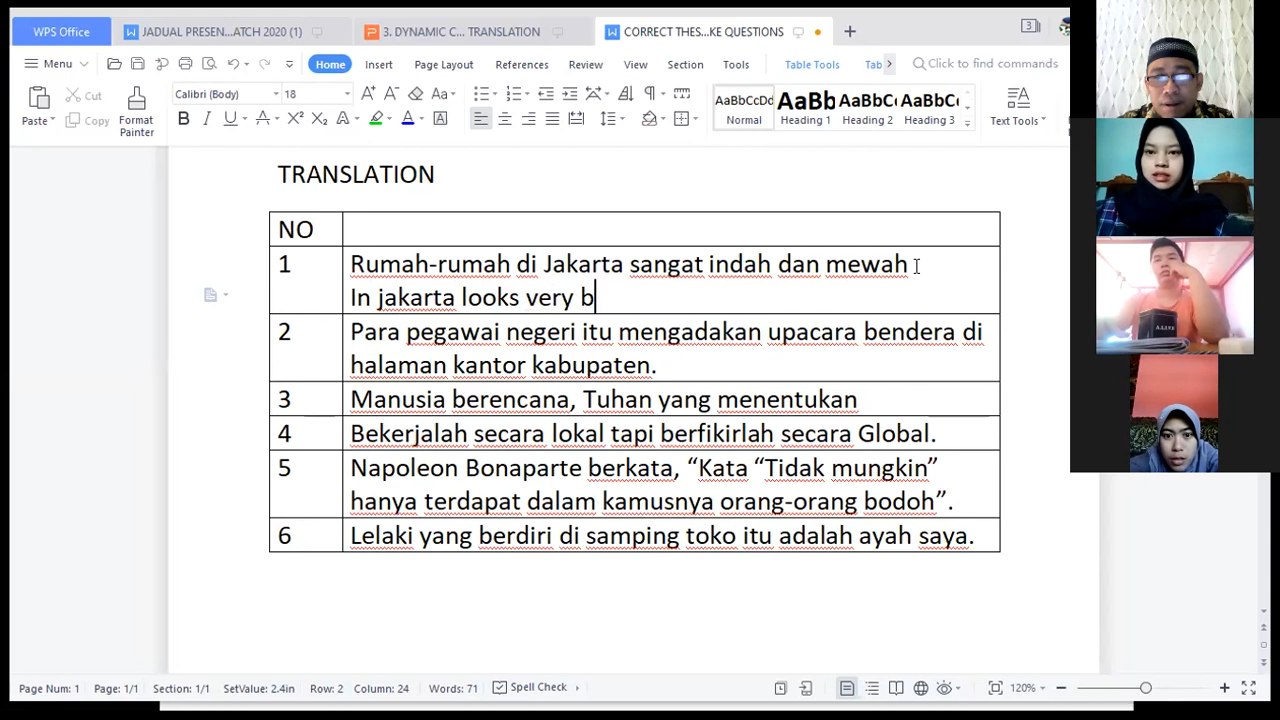 WPS Office
JADUAL PRESEN...ATCH 2020 (1)
3. DYNAMIC C... TRANSLATION
CORRECT THES...KE QUESTIONS
3
Menu
Home
Insert
Page Layout
References
Review
View
Section
Tools
Table Tools
Tab
Click to find commands
Paste
Cut
Copy
Format
Painter
Calibri (Body)
18
AaBbCcDd
Normal
AaBb
Heading 1
AaBbC
Heading 2
AaBbC
Heading 3
Text Tools
TRANSLATION
NO
1
Rumah-rumah di Jakarta sangat indah dan mewah
In jakarta looks very b
2
Para pegawai negeri itu mengadakan upacara bendera di
halaman kantor kabupaten.
3
Manusia berencana, Tuhan yang menentukan
4
Bekerjalah secara lokal tapi berfikirlah secara Global.
5
Napoleon Bonaparte berkata, “Kata “Tidak mungkin”
hanya terdapat dalam kamusnya orang-orang bodoh”.
6
Lelaki yang berdiri di samping toko itu adalah ayah saya.
Page Num: 1
Page: 1/1
Section: 1/1
SetValue: 2.4in
Row: 2
Column: 24
Words: 71
Spell Check
120%